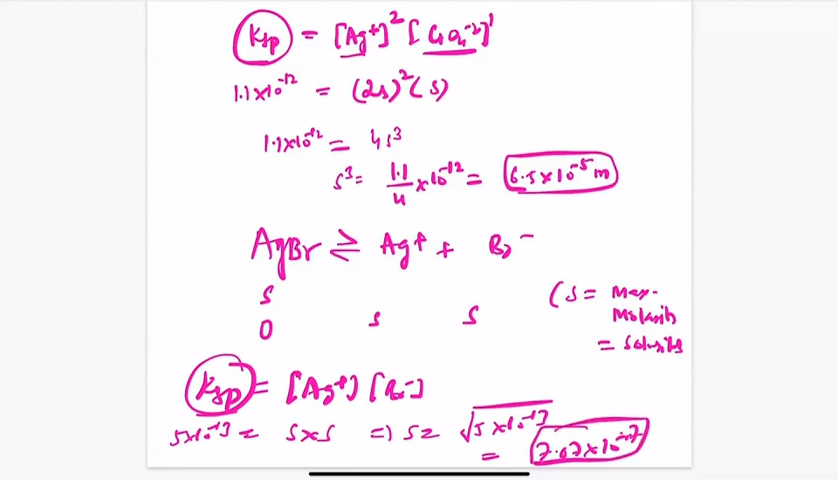 Ksp = [Ag⁺]² [CrO₄⁻²]¹
1.1×10⁻¹² = (2s)² (s)
1.1×10⁻¹² = 4s³
s³ = 1.1/4 ×10⁻¹² = 6.5×10⁻⁵ m
AgBr ⇌ Ag⁺ + Br⁻
S
0 s s
(s = Max.
Molarity
= solubility
Ksp = [Ag⁺] [Br⁻]
5×10⁻¹³ = s×s ⇒ s = √5×10⁻¹³
= 7.07×10⁻⁷